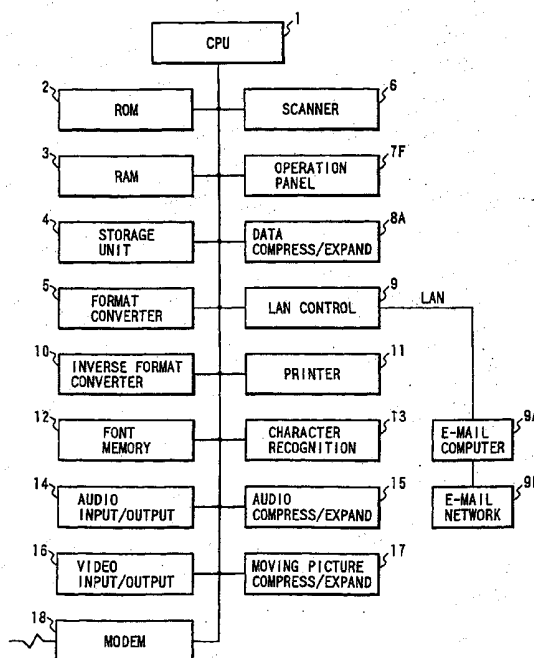 1
CPU
2
ROM
6
SCANNER
3
RAM
7F
OPERATION
PANEL
4
STORAGE
UNIT
8A
DATA
COMPRESS/EXPAND
5
FORMAT
CONVERTER
9
LAN CONTROL
LAN
10
INVERSE FORMAT
CONVERTER
11
PRINTER
12
FONT
MEMORY
13
CHARACTER
RECOGNITION
9A
E-MAIL
COMPUTER
14
AUDIO
INPUT/OUTPUT
15
AUDIO
COMPRESS/EXPAND
E-MAIL
NETWORK
16
VIDEO
INPUT/OUTPUT
17
MOVING PICTURE
COMPRESS/EXPAND
18
MODEM